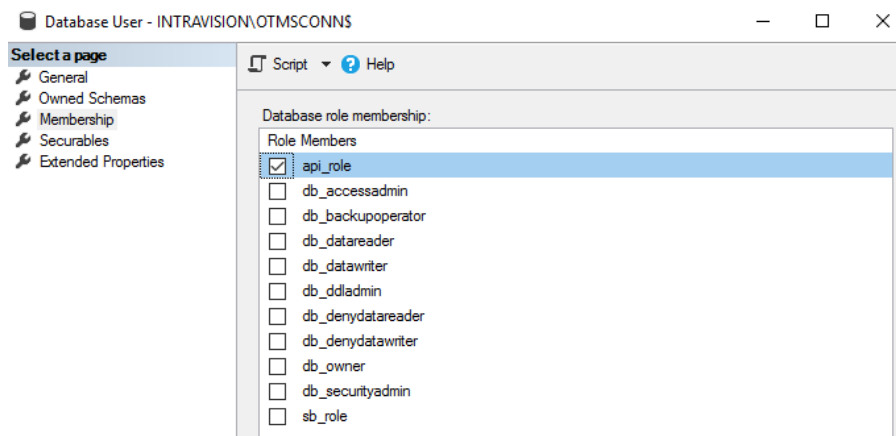 Database User - INTRAVISION\OTMSCONN$
Select a page
General
Owned Schemas
Membership
Securables
Extended Properties
Script
Help
Database role membership:
Role Members
api_role
db_accessadmin
db_backupoperator
db_datareader
db_datawriter
db_ddladmin
db_denydatareader
db_denydatawriter
db_owner
db_securityadmin
sb_role